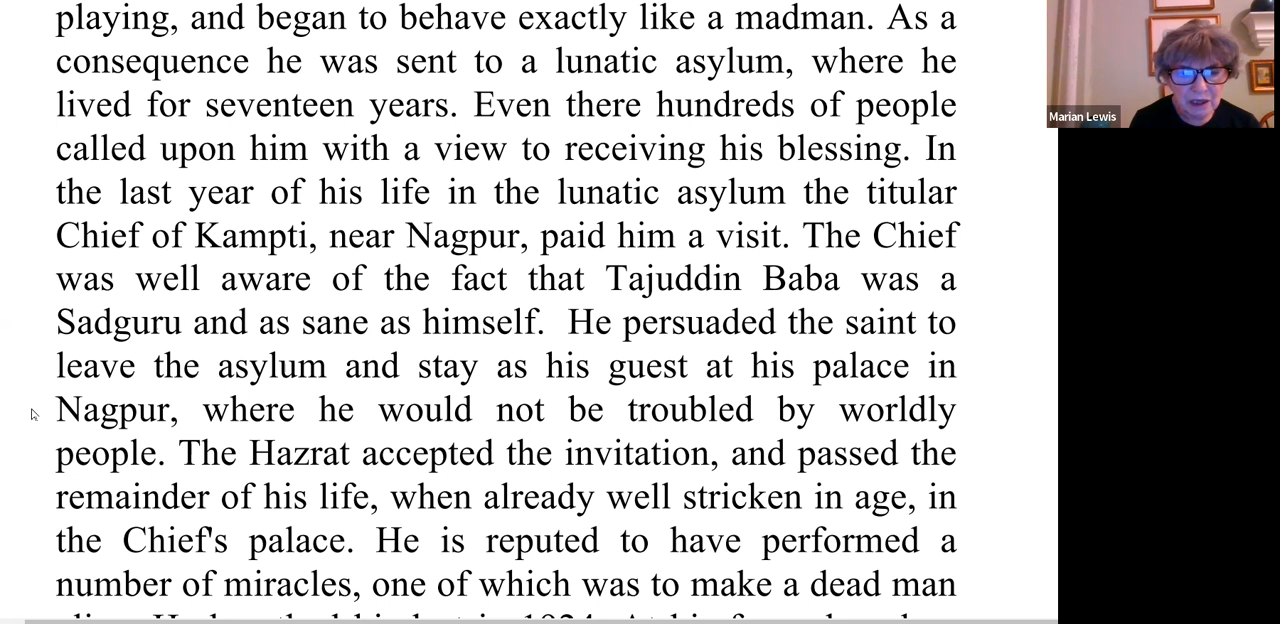 playing, and began to behave exactly like a madman. As a
consequence he was sent to a lunatic asylum, where he
lived for seventeen years. Even there hundreds of people
called upon him with a view to receiving his blessing. In
the last year of his life in the lunatic asylum the titular
Chief of Kampti, near Nagpur, paid him a visit. The Chief
was well aware of the fact that Tajuddin Baba was a
Sadguru and as sane as himself.  He persuaded the saint to
leave the asylum and stay as his guest at his palace in
Nagpur, where he would not be troubled by worldly
people. The Hazrat accepted the invitation, and passed the
remainder of his life, when already well stricken in age, in
the Chief's palace. He is reputed to have performed a
number of miracles, one of which was to make a dead man
Marian Lewis